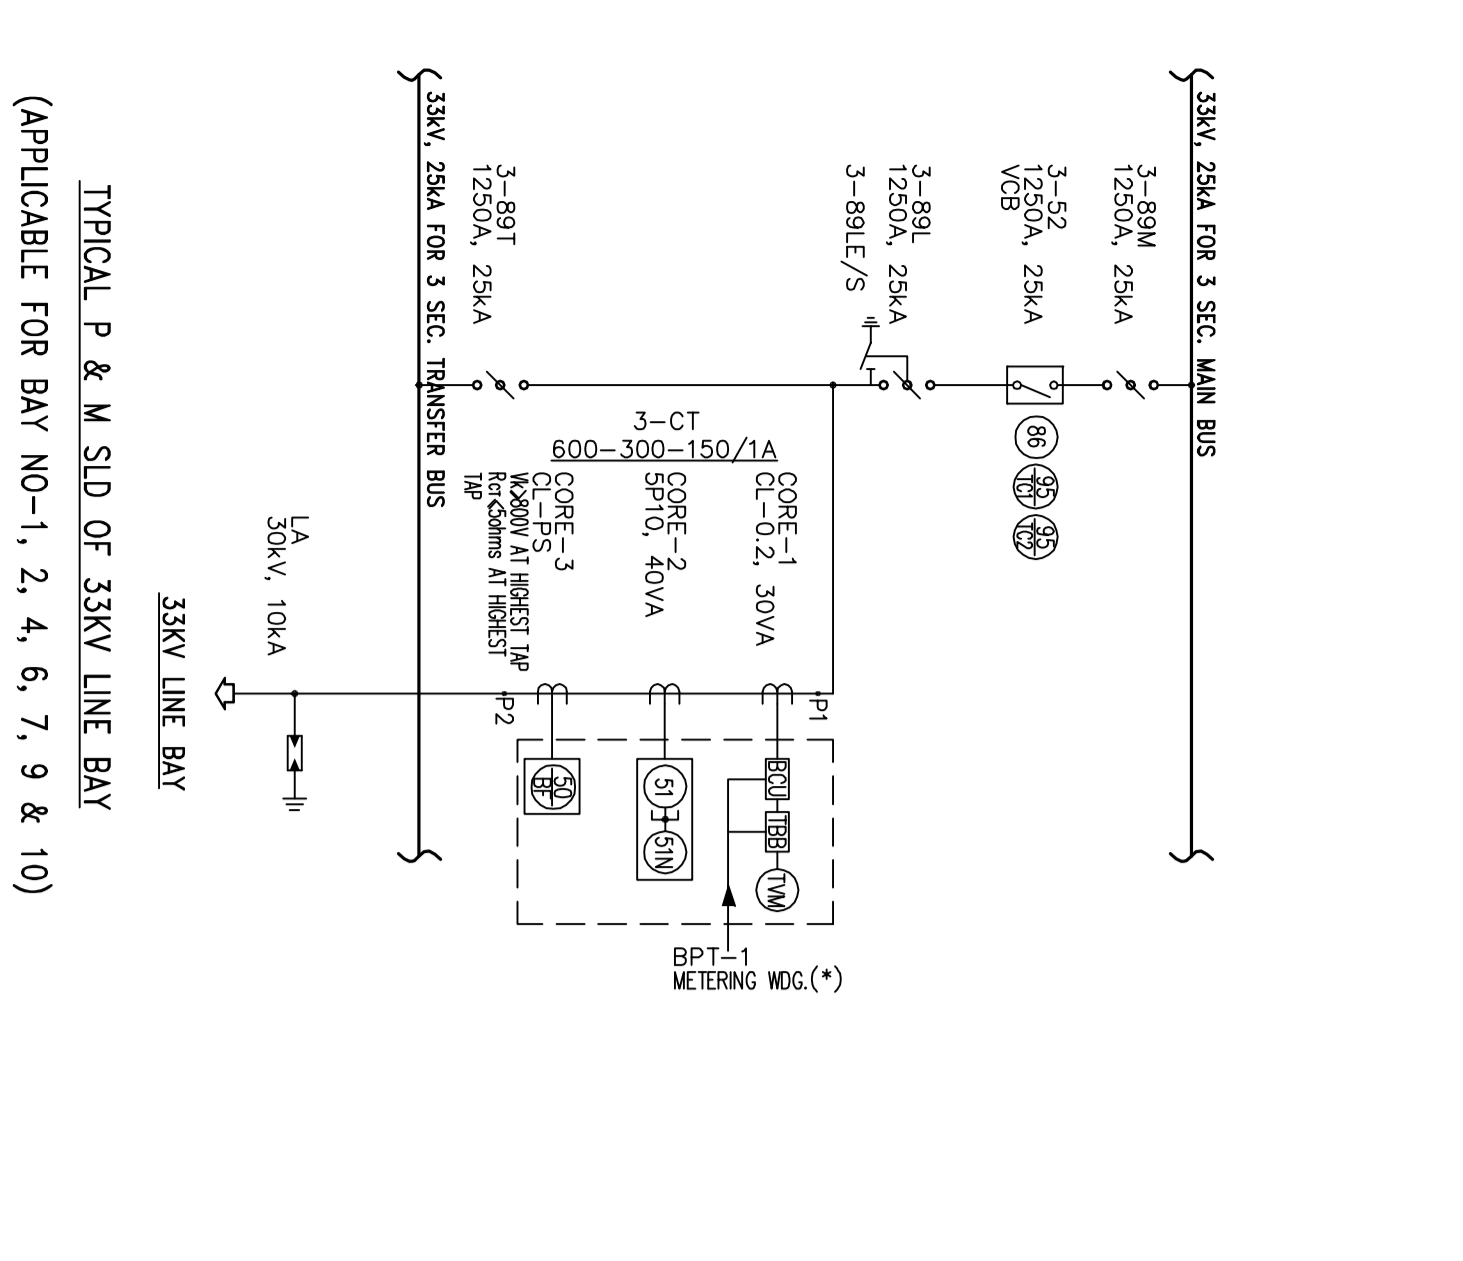 33kV, 25kA FOR 3 SEC. MAIN BUS
3-89M
1250A, 25kA
3-52
1250A, 25kA
VCB
86
95
TC1
95
TC2
3-89L
1250A, 25kA
3-89LE/S
3-CT
600-300-150/1A
CORE-1
CL-0.2, 30VA
CORE-2
5P10, 40VA
CORE-3
CL-PS
Vk>800V AT HIGHEST TAP
RCT<5ohms AT HIGHEST
TAP
P1
P2
BCU
TBB
TVM
51
51N
50
BF
BPT-1
METERING WDG.(*)
3-89T
1250A, 25kA
33kV, 25kA FOR 3 SEC. TRANSFER BUS
LA
30kV, 10kA
33KV LINE BAY
TYPICAL P & M SLD OF 33KV LINE BAY
(APPLICABLE FOR BAY NO-1, 2, 4, 6, 7, 9 & 10)